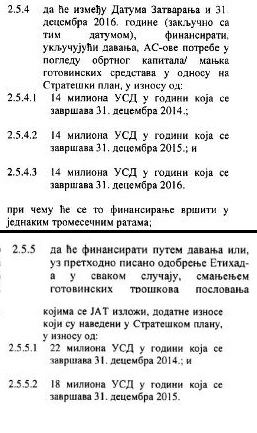 2.5.4 да ће између Датума Затварања и 31.
децембра 2016. године (закључно са
тим датумом), финансирати,
укључујући давања, АС-ове потребе у
погледу обртног капитала/ мањка
готовинских средстава у односу на
Стратешки план, у износу од:
2.5.4.1 14 милиона УСД у години која се
завршава 31. децембра 2014.;
2.5.4.2 14 милиона УСД у години која се
завршава 31. децембра 2015.; и
2.5.4.3 14 милиона УСД у години која се
завршава 31. децембра 2016.
при чему ће се то финансирање вршити у
једнаким тромесечним ратама;
2.5.5 да ће финансирати путем давања или,
уз претходно писано одобрење Етихад-
а у сваком случају, смањењем
готовинских трошкова пословања
којима се ЈАТ изложи, додатне износе
који су наведени у Стратешком плану,
у износу од:
2.5.5.1 22 милиона УСД у години која се
завршава 31. децембра 2014.; и
2.5.5.2 18 милиона УСД у години која се
завршава 31. децембра 2015.